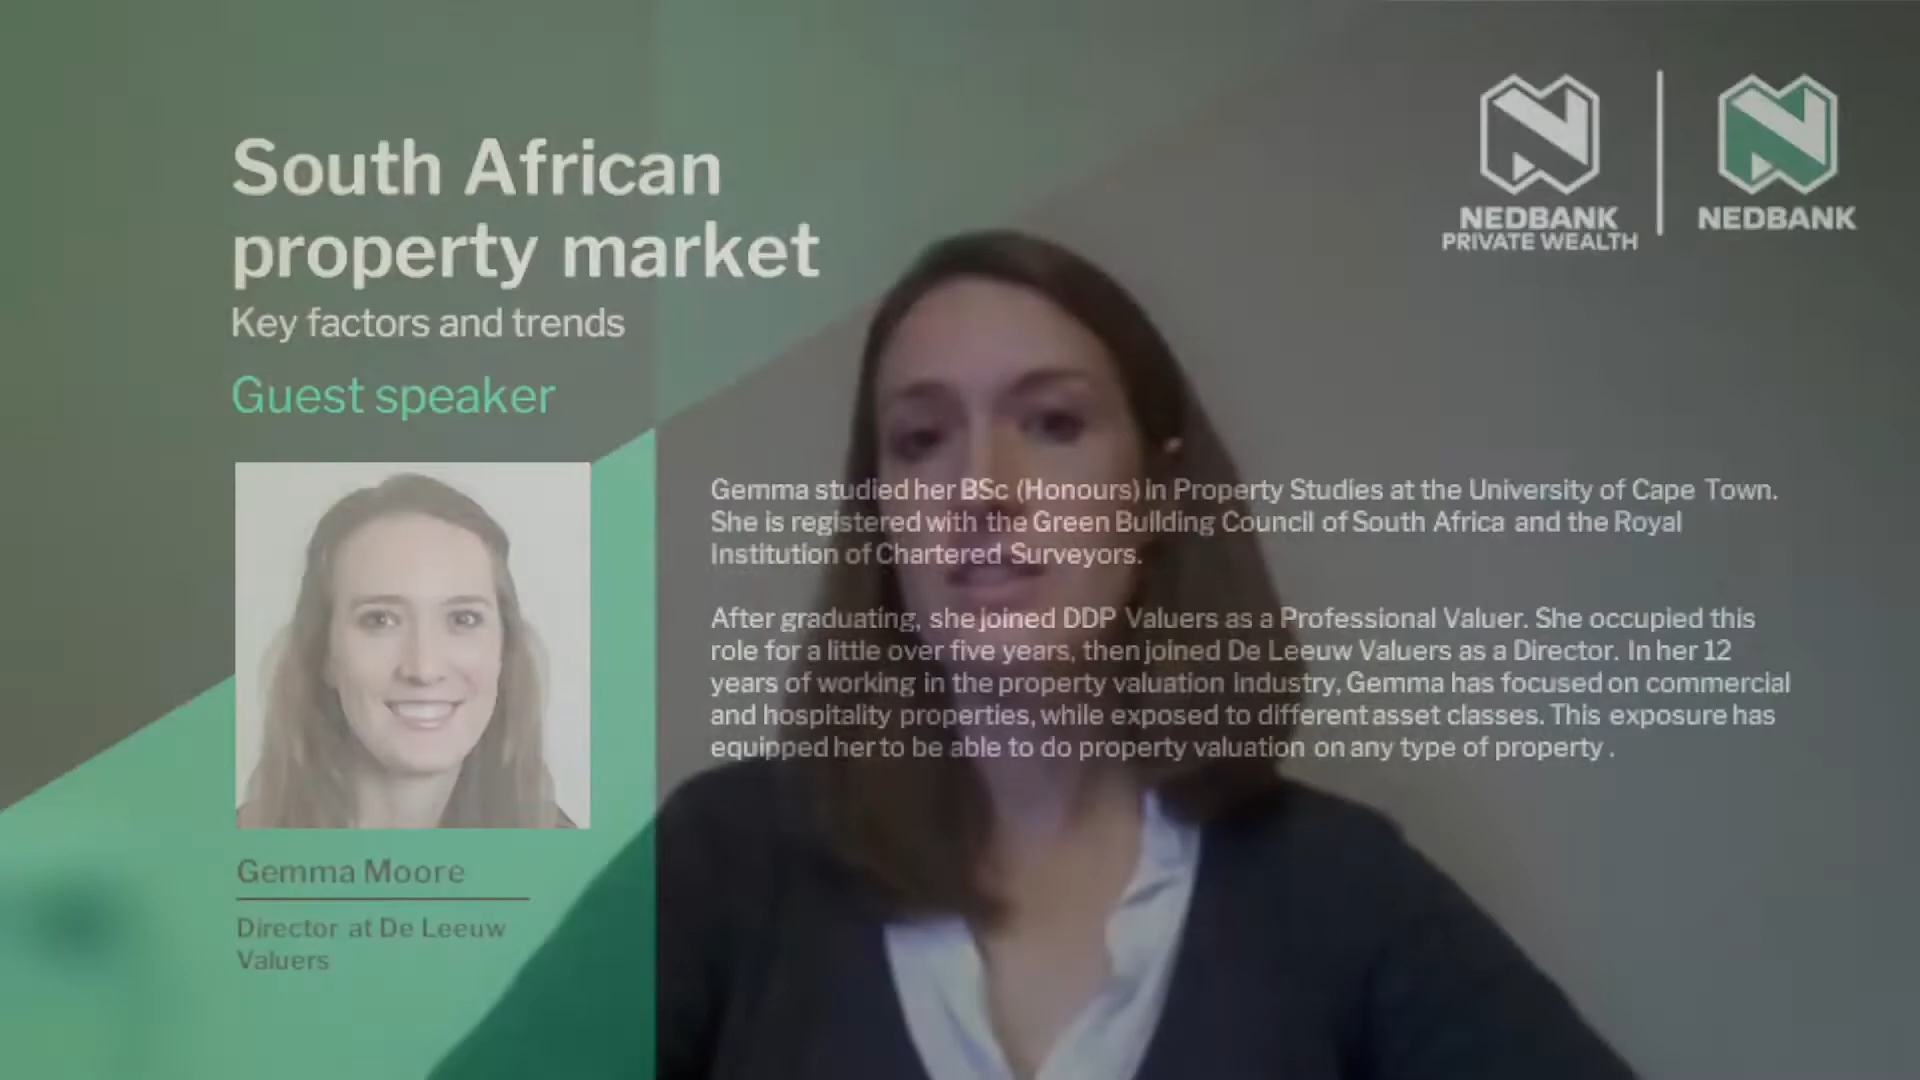 South African
property market
Key factors and trends
Guest speaker
NEDBANK
PRIVATE WEALTH
NEDBANK
Gemma studied her BSc (Honours) in Property Studies at the University of Cape Town.
She is registered with the Green Building Council of South Africa and the Royal
Institution of Chartered Surveyors.
After graduating, she joined DDP Valuers as a Professional Valuer. She occupied this
role for a little over five years, then joined De Leeuw Valuers as a Director. In her 12
years of working in the property valuation industry, Gemma has focused on commercial
and hospitality properties, while exposed to different asset classes. This exposure has
equipped her to be able to do property valuation on any type of property .
Gemma Moore
Director at De Leeuw
Valuers